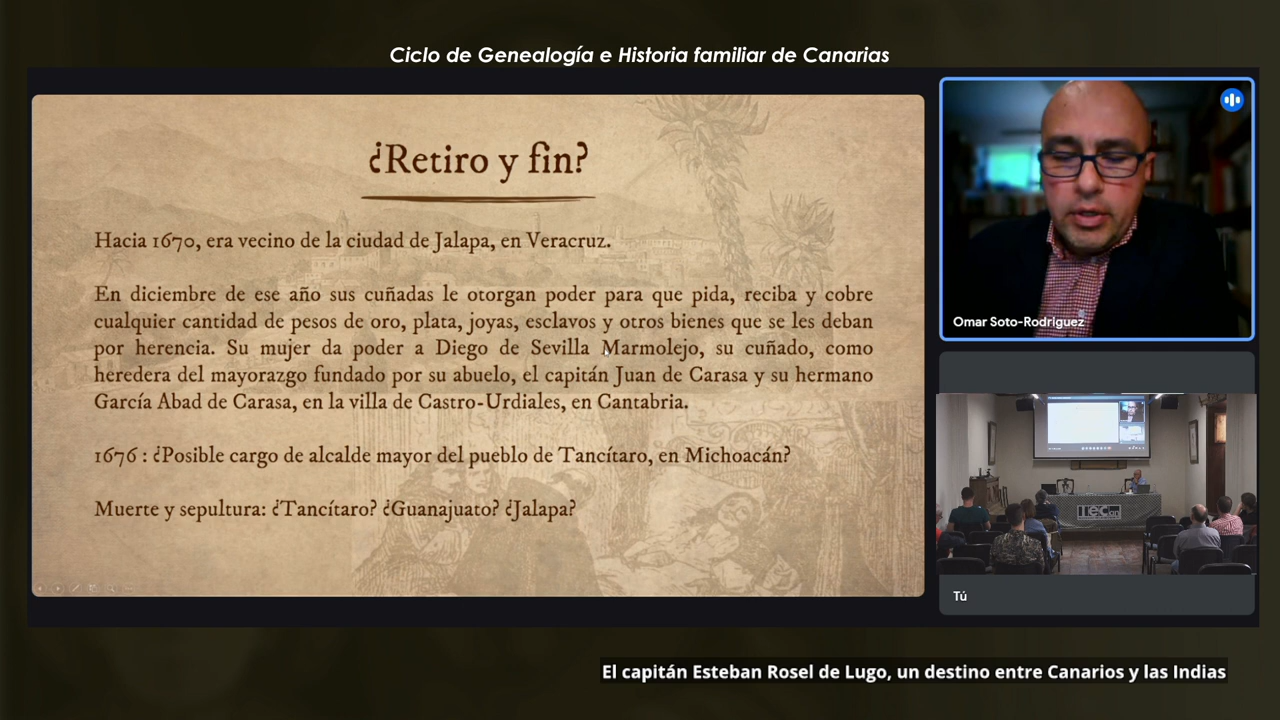 Ciclo de Genealogía e Historia familiar de Canarias
¿Retiro y fin?
Hacia 1670, era vecino de la ciudad de Jalapa, en Veracruz.
En diciembre de ese año sus cuñadas le otorgan poder para que pida, reciba y cobre
cualquier cantidad de pesos de oro, plata, joyas, esclavos y otros bienes que se les deban
por herencia. Su mujer da poder a Diego de Sevilla Marmolejo, su cuñado, como
heredera del mayorazgo fundado por su abuelo, el capitán Juan de Carasa y su hermano
García Abad de Carasa, en la villa de Castro-Urdiales, en Cantabria.
1676 : ¿Posible cargo de alcalde mayor del pueblo de Tancítaro, en Michoacán?
Muerte y sepultura: ¿Tancítaro? ¿Guanajuato? ¿Jalapa?
Omar Soto-Rodríguez
Tú
El capitán Esteban Rosel de Lugo, un destino entre Canarios y las Indias